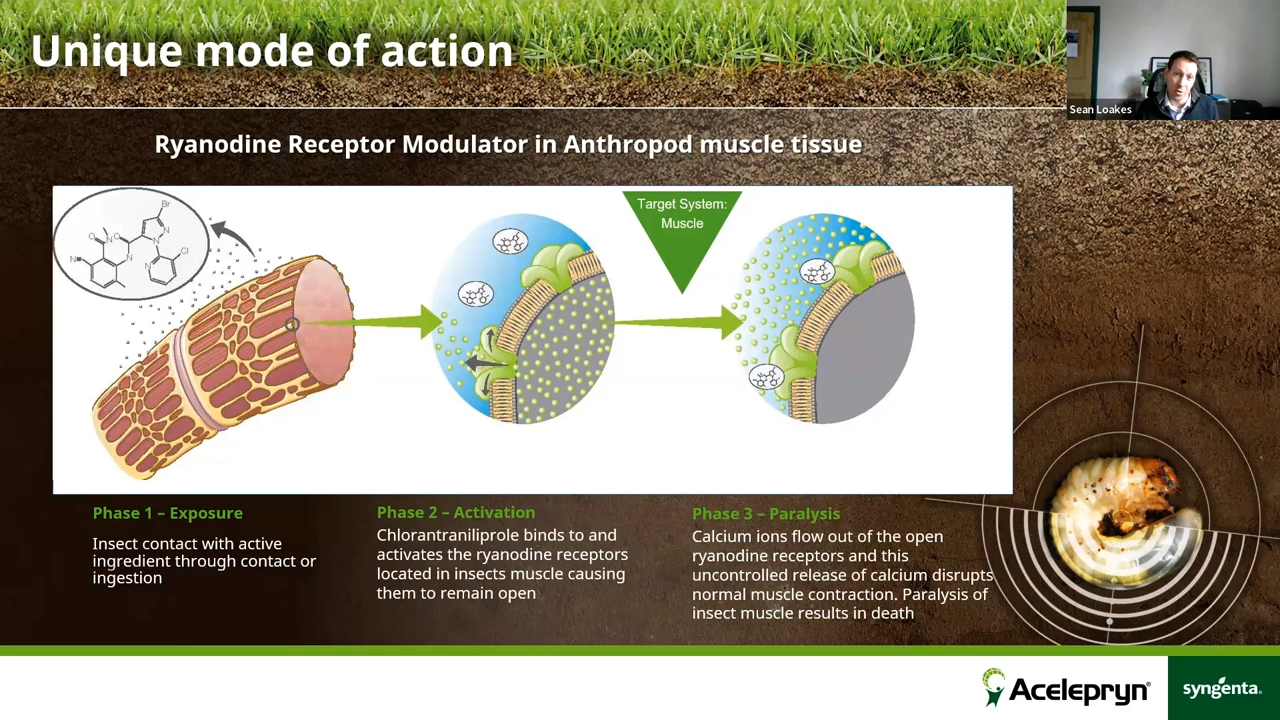 Unique mode of action
Sean Loakes
Ryanodine Receptor Modulator in Anthropod muscle tissue
Br
N
N
O
O
N
N
Cl
N
N
Target System:
Muscle
Phase 1 – Exposure
Insect contact with active
ingredient through contact or
ingestion
Phase 2 – Activation
Chlorantraniliprole binds to and
activates the ryanodine receptors
located in insects muscle causing
them to remain open
Phase 3 – Paralysis
Calcium ions flow out of the open
ryanodine receptors and this
uncontrolled release of calcium disrupts
normal muscle contraction. Paralysis of
insect muscle results in death
Acelepryn®
syngenta®